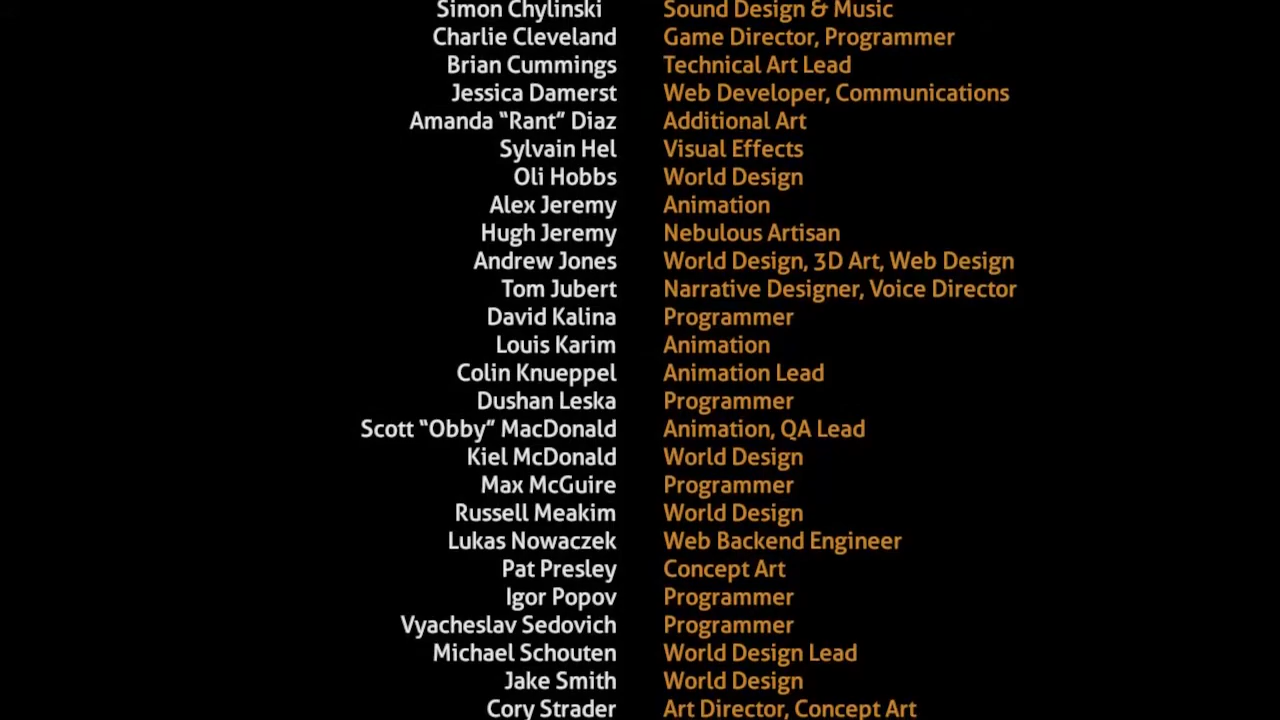 Simon Chylinski Sound Design & Music
Charlie Cleveland Game Director, Programmer
Brian Cummings Technical Art Lead
Jessica Damerst Web Developer, Communications
Amanda “Rant” Diaz Additional Art
Sylvain Hel Visual Effects
Oli Hobbs World Design
Alex Jeremy Animation
Hugh Jeremy Nebulous Artisan
Andrew Jones World Design, 3D Art, Web Design
Tom Jubert Narrative Designer, Voice Director
David Kalina Programmer
Louis Karim Animation
Colin Knueppel Animation Lead
Dushan Leska Programmer
Scott “Obby” MacDonald Animation, QA Lead
Kiel McDonald World Design
Max McGuire Programmer
Russell Meakim World Design
Lukas Nowaczek Web Backend Engineer
Pat Presley Concept Art
Igor Popov Programmer
Vyacheslav Sedovich Programmer
Michael Schouten World Design Lead
Jake Smith World Design
Cory Strader Art Director, Concept Art